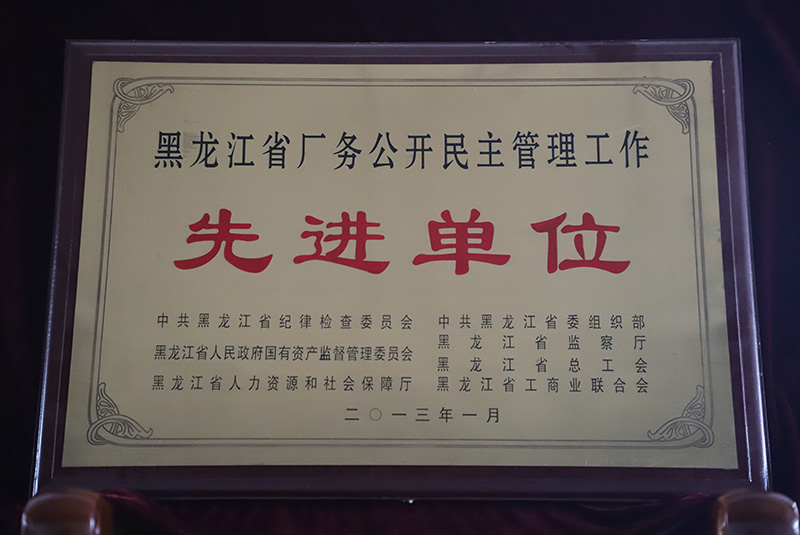 黑龙江省厂务公开民主管理工作
先进单位
中共黑龙江省纪律检查委员会
黑龙江省人民政府国有资产监督管理委员会
黑龙江省人力资源和社会保障厅
中共黑龙江省委组织部
黑龙江省监察厅
黑龙江省总工会
黑龙江省工商业联合会
二〇一三年一月